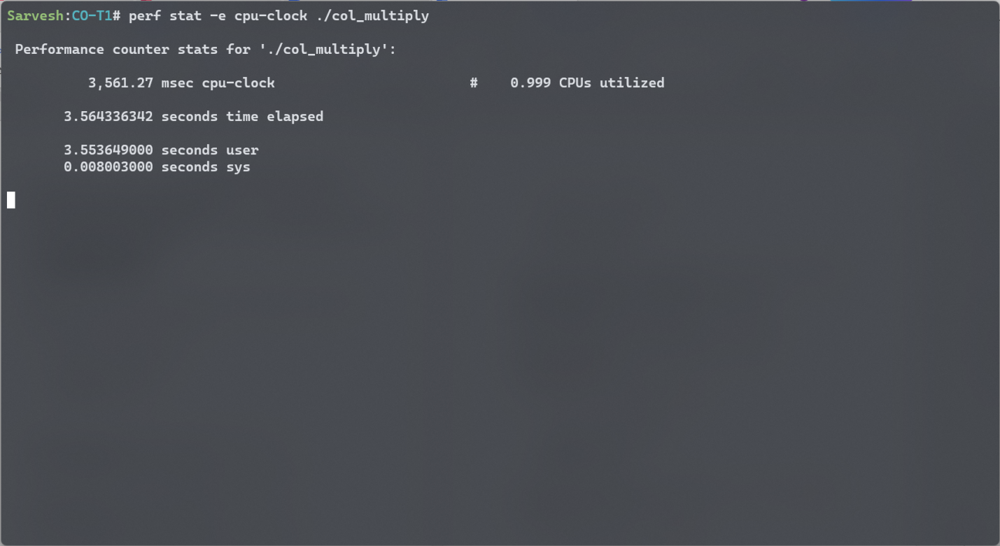 Sarvesh:CO-T1# perf stat -e cpu-clock ./col_multiply
Performance counter stats for './col_multiply':
3,561.27 msec cpu-clock # 0.999 CPUs utilized
3.564336342 seconds time elapsed
3.553649000 seconds user
0.008003000 seconds sys